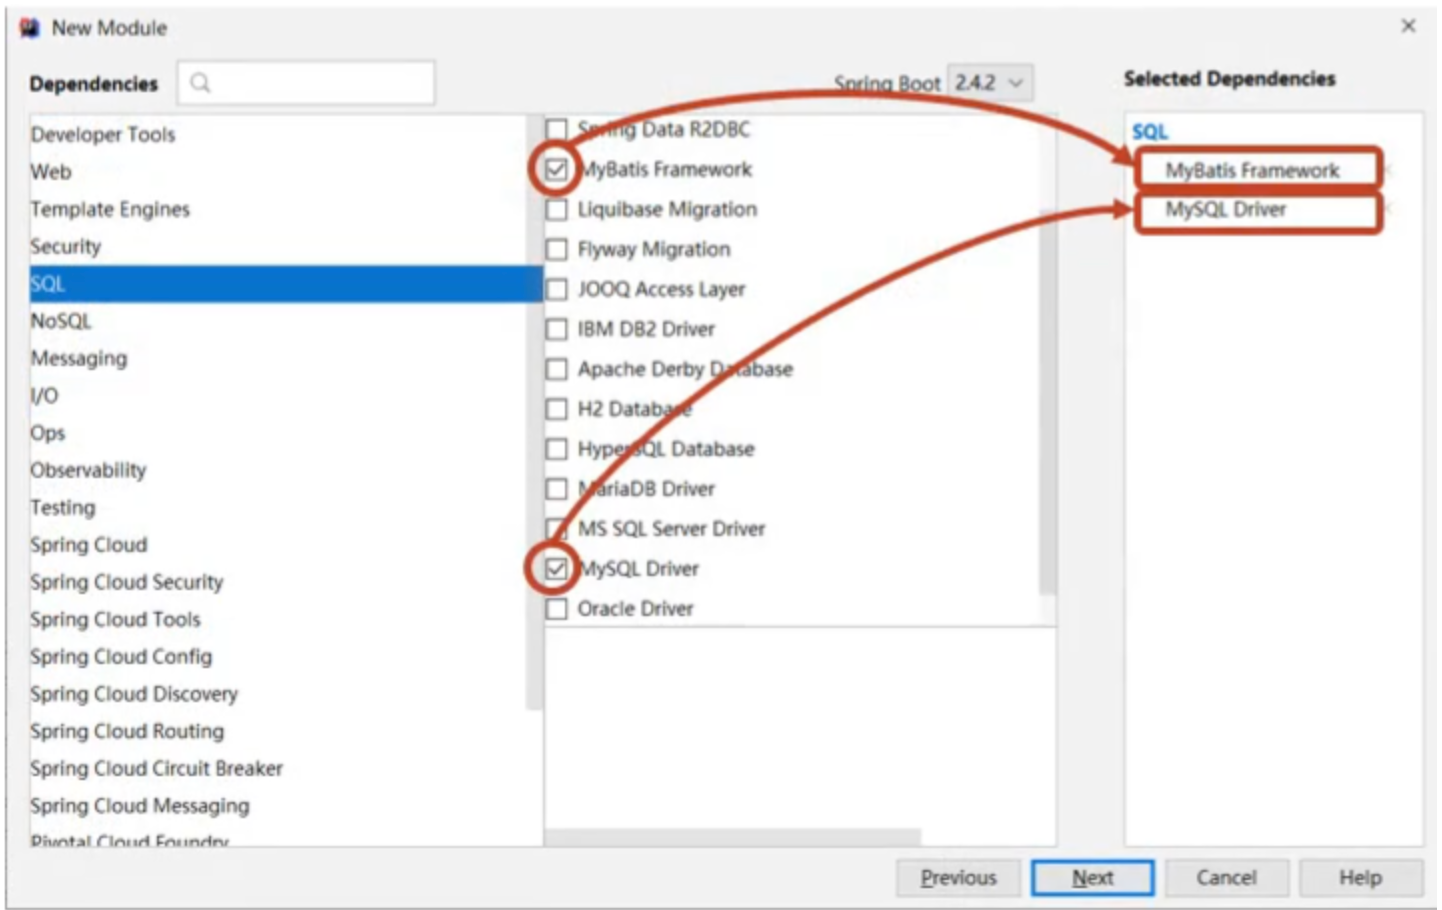 New Module
Dependencies
Spring Boot 2.4.2
Selected Dependencies
Developer Tools
Web
Template Engines
Security
SQL
NoSQL
Messaging
I/O
Ops
Observability
Testing
Spring Cloud
Spring Cloud Security
Spring Cloud Tools
Spring Cloud Config
Spring Cloud Discovery
Spring Cloud Routing
Spring Cloud Circuit Breaker
Spring Cloud Messaging
Pivotal Cloud Foundry
Spring Data R2DBC
MyBatis Framework
Liquibase Migration
Flyway Migration
JOOQ Access Layer
IBM DB2 Driver
Apache Derby Database
H2 Database
HyperSQL Database
MariaDB Driver
MS SQL Server Driver
MySQL Driver
Oracle Driver
SQL
MyBatis Framework
MySQL Driver
Previous
Next
Cancel
Help